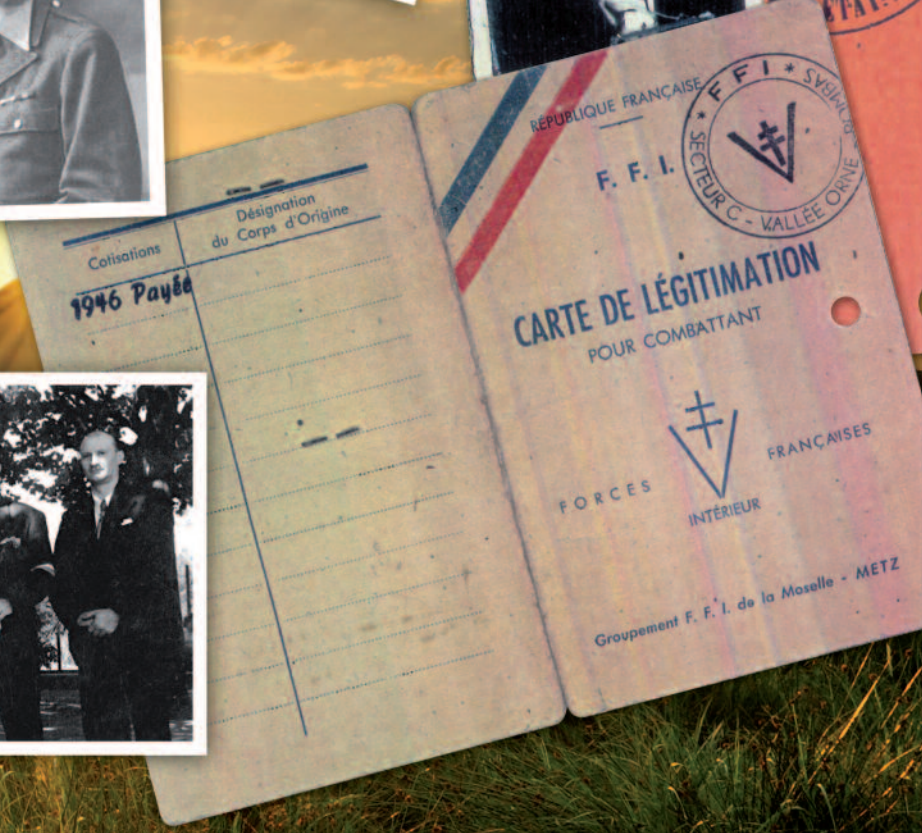 Désignation
Cotisations
du Corps d'Origine
1946 Payée
RÉPUBLIQUE FRANÇAISE
F. F. I.
* FFI *
SECTEUR C - VALLÉE ORNE
CARTE DE LÉGITIMATION
POUR COMBATTANT
FORCES
FRANÇAISES
INTÉRIEUR
Groupement F. F. I. de la Moselle - METZ